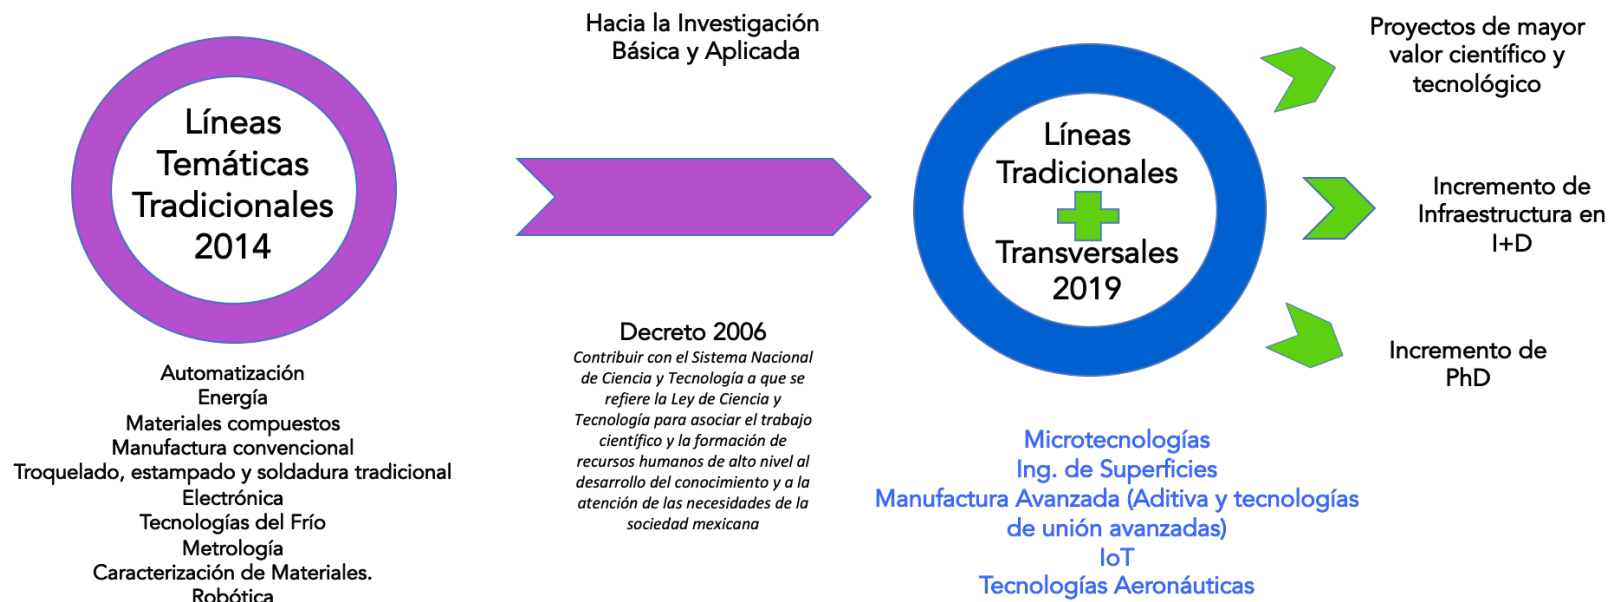 Líneas
Temáticas
Tradicionales
2014
Automatización
Energía
Materiales compuestos
Manufactura convencional
Troquelado, estampado y soldadura tradicional
Electrónica
Tecnologías del Frío
Metrología
Caracterización de Materiales.
Robótica
Hacia la Investigación
Básica y Aplicada
Decreto 2006
Contribuir con el Sistema Nacional
de Ciencia y Tecnología a que se
refiere la Ley de Ciencia y
Tecnología para asociar el trabajo
científico y la formación de
recursos humanos de alto nivel al
desarrollo del conocimiento y a la
atención de las necesidades de la
sociedad mexicana
Líneas
Tradicionales
Transversales
2019
Microtecnologías
Ing. de Superficies
Manufactura Avanzada (Aditiva y tecnologías
de unión avanzadas)
IoT
Tecnologías Aeronáuticas
Proyectos de mayor
valor científico y
tecnológico
Incremento de
Infraestructura en
I+D
Incremento de
PhD